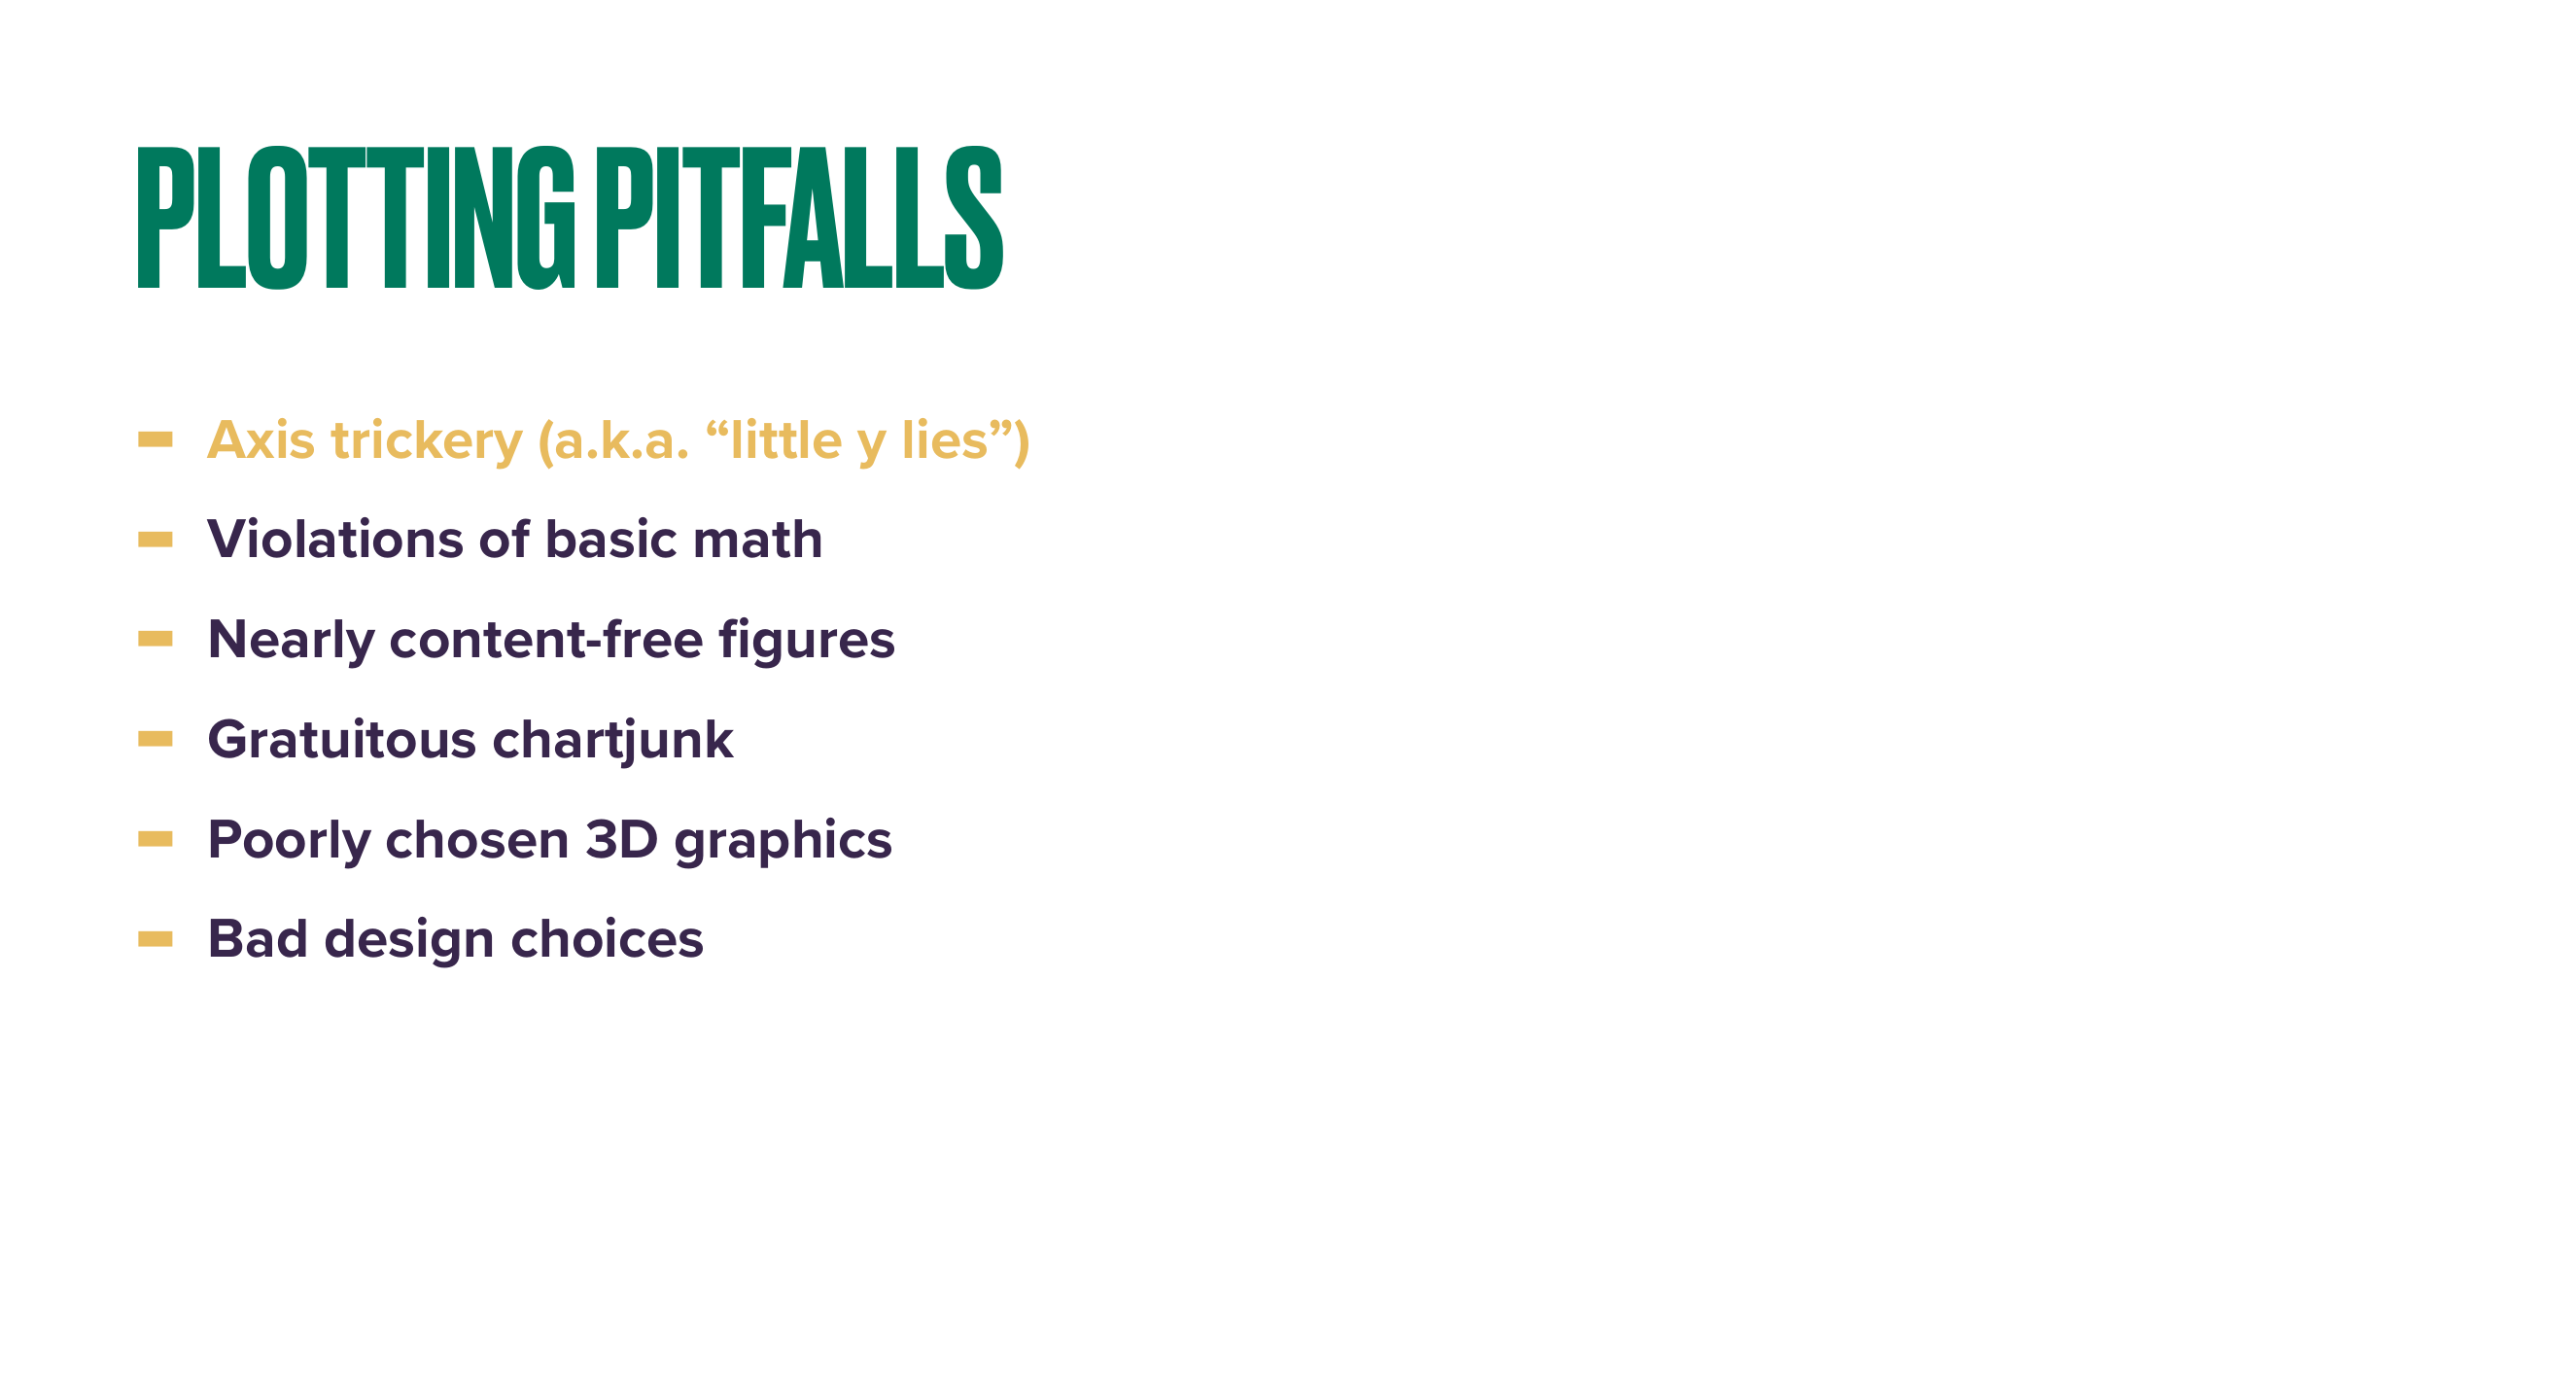 PLOTTING PITFALLS
Axis trickery (a.k.a. “little y lies”)
Violations of basic math
Nearly content-free figures
Gratuitous chartjunk
Poorly chosen 3D graphics
Bad design choices